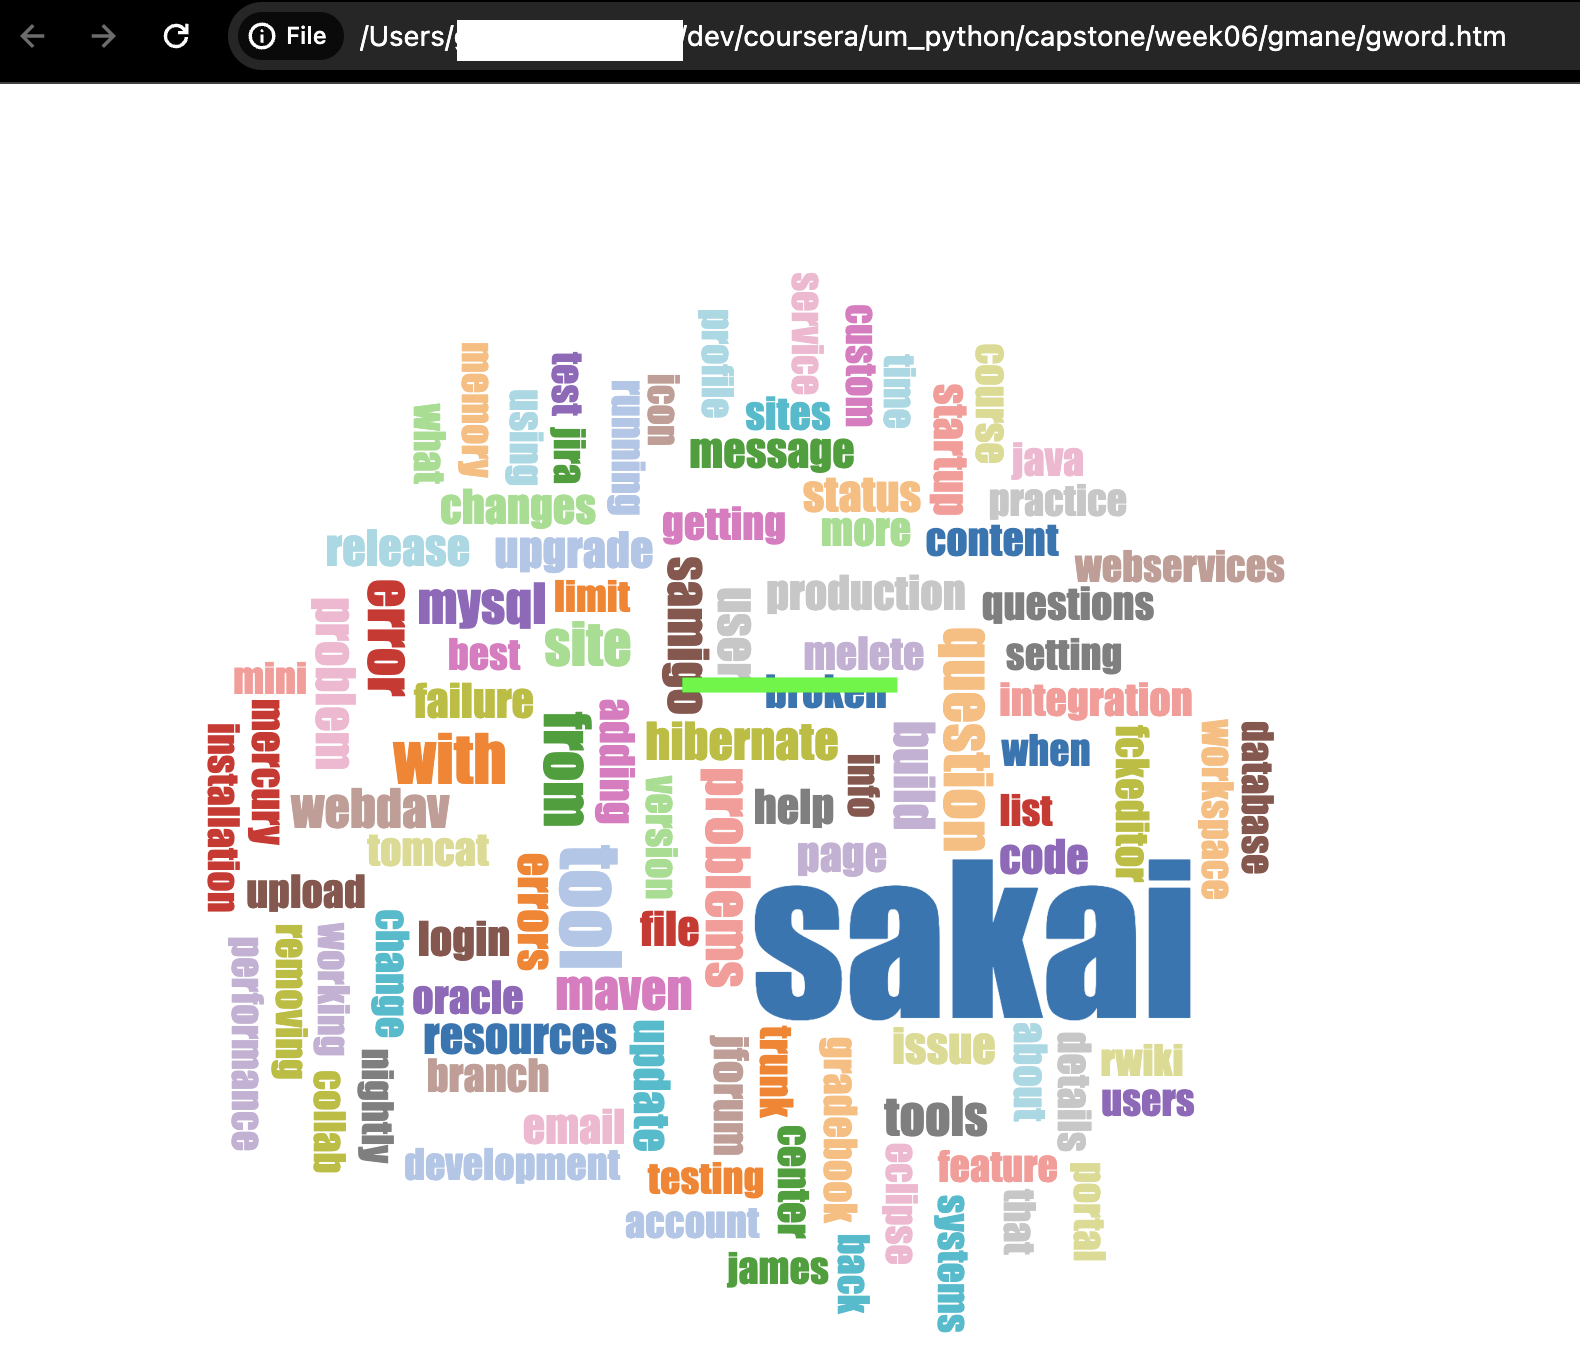 File /Users/g /dev/coursera/um_python/capstone/week06/gmane/gword.htm
service
profile
custom
memory
test
time
course
icon
running
startup
using
sites
what
jira
message
java
status
practice
changes
getting
more
content
release
upgrade
webservices
samigo
error
mysql
limit
user
production
questions
problem
best
site
melete
question
setting
mini
failure
broken
integration
mercury
installation
from
adding
hibernate
build
when
fckeditor
workspace
database
with
info
webdav
version
problems
help
list
tomcat
page
code
upload
errors
tool
sakai
change
login
file
performance
removing
working
oracle
maven
resources
update
trunk
issue
about
details
rwiki
nightly
branch
jforum
gradebook
users
collab
email
tools
development
testing
center
eclipse
feature
portal
account
systems
that
james
back